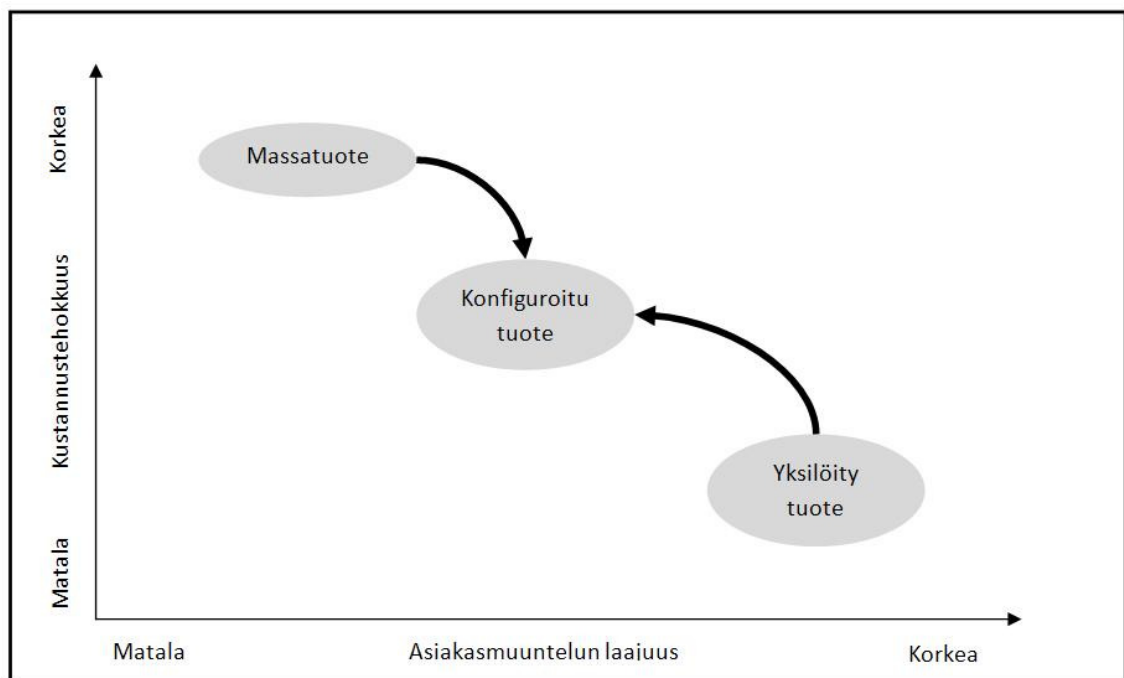 Korkea
Massatuote
Kustannustehokkuus
Konfiguroitu
tuote
Yksilöity
tuote
Matala
Matala
Asiakasmuuntelun laajuus
Korkea